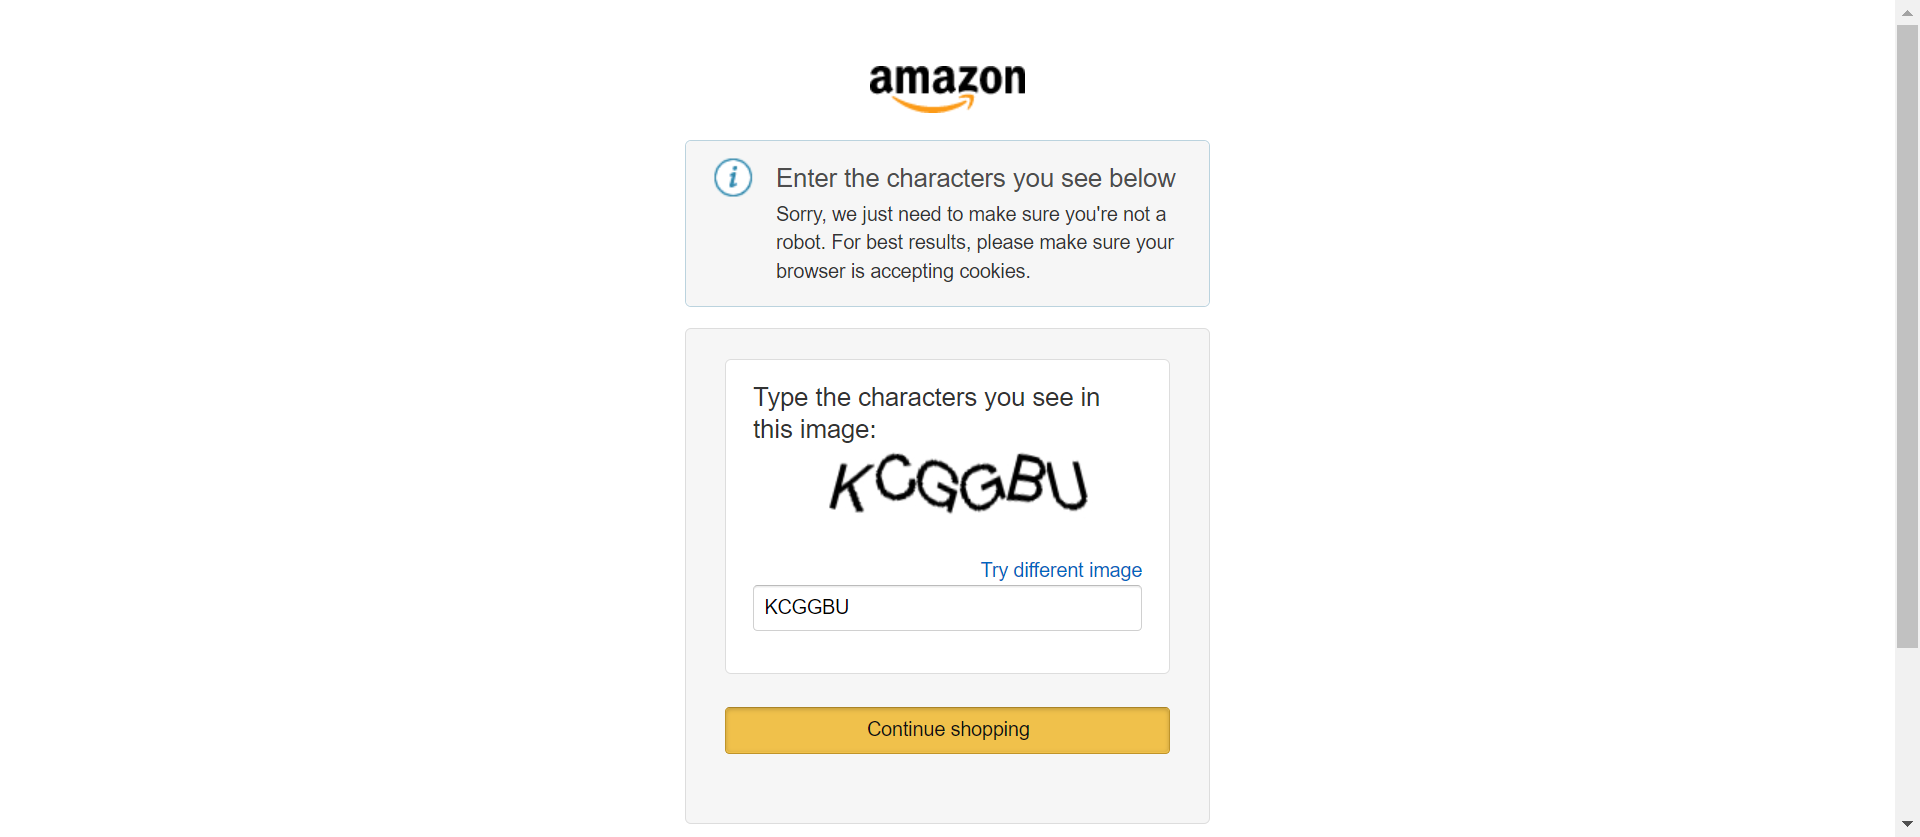 amazon
Enter the characters you see below
Sorry, we just need to make sure you're not a
robot. For best results, please make sure your
browser is accepting cookies.
Type the characters you see in
this image:
KCGGBU
Try different image
KCGGBU
Continue shopping